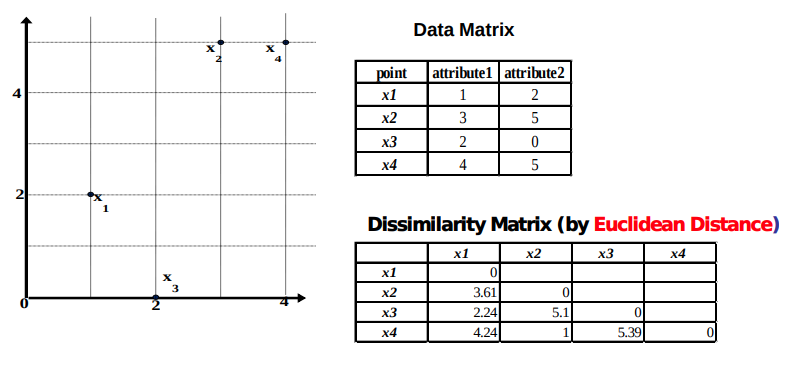 Data Matrix
point attribute1 attribute2
x1 1 2
x2 3 5
x3 2 0
x4 4 5
Dissimilarity Matrix (by Euclidean Distance)
x1 x2 x3 x4
x1 0
x2 3.61 0
x3 2.24 5.1 0
x4 4.24 1 5.39 0
x2 x4
4
2 x1
x3
0 2 4